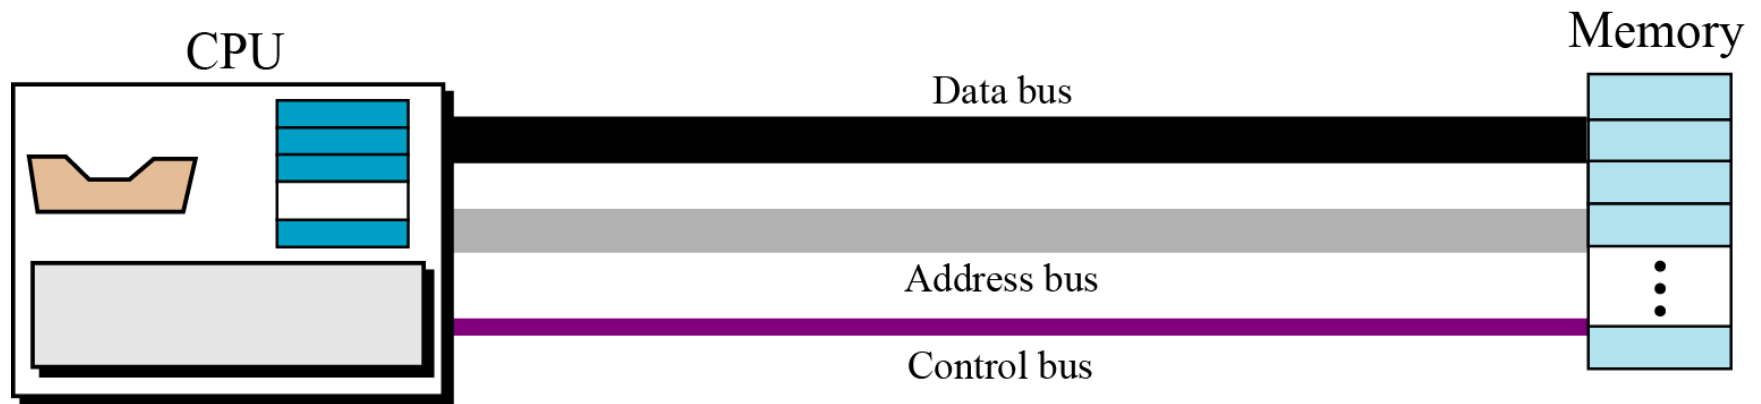 CPU
Memory
Data bus
Address bus
Control bus